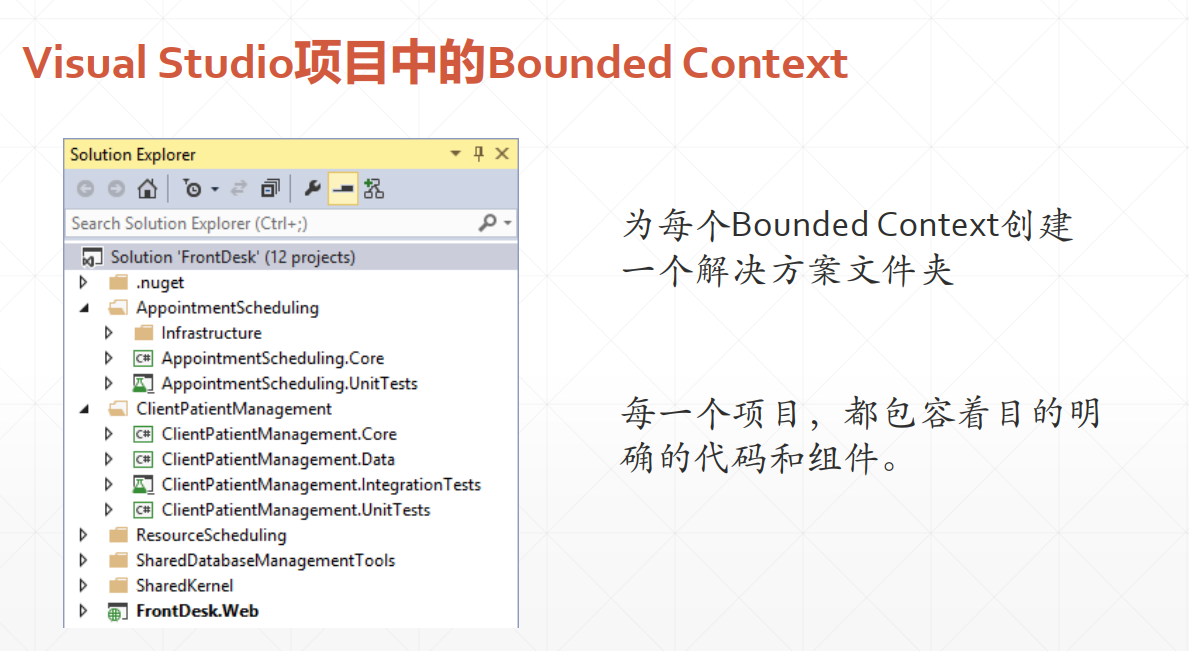 Visual Studio项目中的Bounded Context
Solution Explorer
Search Solution Explorer (Ctrl+;)
Solution 'FrontDesk' (12 projects)
.nuget
AppointmentScheduling
Infrastructure
AppointmentScheduling.Core
AppointmentScheduling.UnitTests
ClientPatientManagement
ClientPatientManagement.Core
ClientPatientManagement.Data
ClientPatientManagement.IntegrationTests
ClientPatientManagement.UnitTests
ResourceScheduling
SharedDatabaseManagementTools
SharedKernel
FrontDesk.Web
为每个Bounded Context创建
一个解决方案文件夹
每一个项目，都包容着目的明
确的代码和组件。